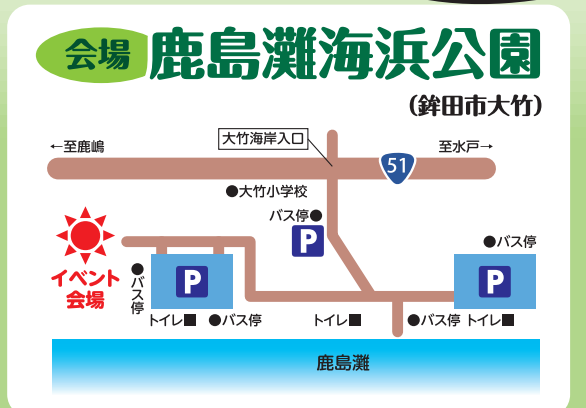 会場 鹿島灘海浜公園
(鉾田市大竹)
大竹海岸入口
←至鹿嶋
51
至水戸→
●大竹小学校
バス停●
P
●バス停
イベント
会場
●バス停
P
P
トイレ■ ●バス停
トイレ■
●バス停 トイレ■
鹿島灘